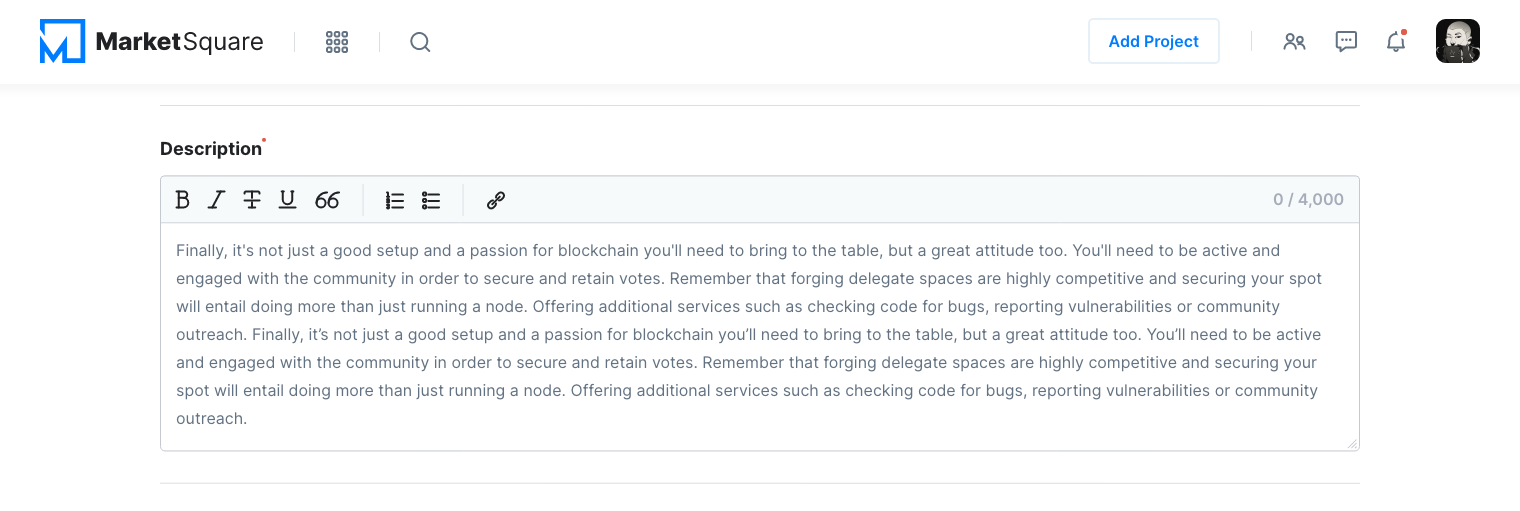 MarketSquare
Add Project
Description
0 / 4,000
Finally, it's not just a good setup and a passion for blockchain you'll need to bring to the table, but a great attitude too. You'll need to be active and
engaged with the community in order to secure and retain votes. Remember that forging delegate spaces are highly competitive and securing your spot
will entail doing more than just running a node. Offering additional services such as checking code for bugs, reporting vulnerabilities or community
outreach. Finally, it’s not just a good setup and a passion for blockchain you’ll need to bring to the table, but a great attitude too. You’ll need to be active
and engaged with the community in order to secure and retain votes. Remember that forging delegate spaces are highly competitive and securing your
spot will entail doing more than just running a node. Offering additional services such as checking code for bugs, reporting vulnerabilities or community
outreach.